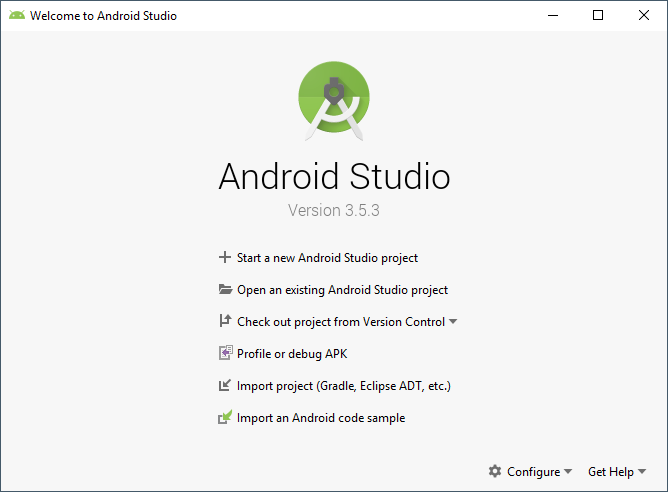 Welcome to Android Studio
Android Studio
Version 3.5.3
Start a new Android Studio project
Open an existing Android Studio project
Check out project from Version Control
Profile or debug APK
Import project (Gradle, Eclipse ADT, etc.)
Import an Android code sample
Configure Get Help